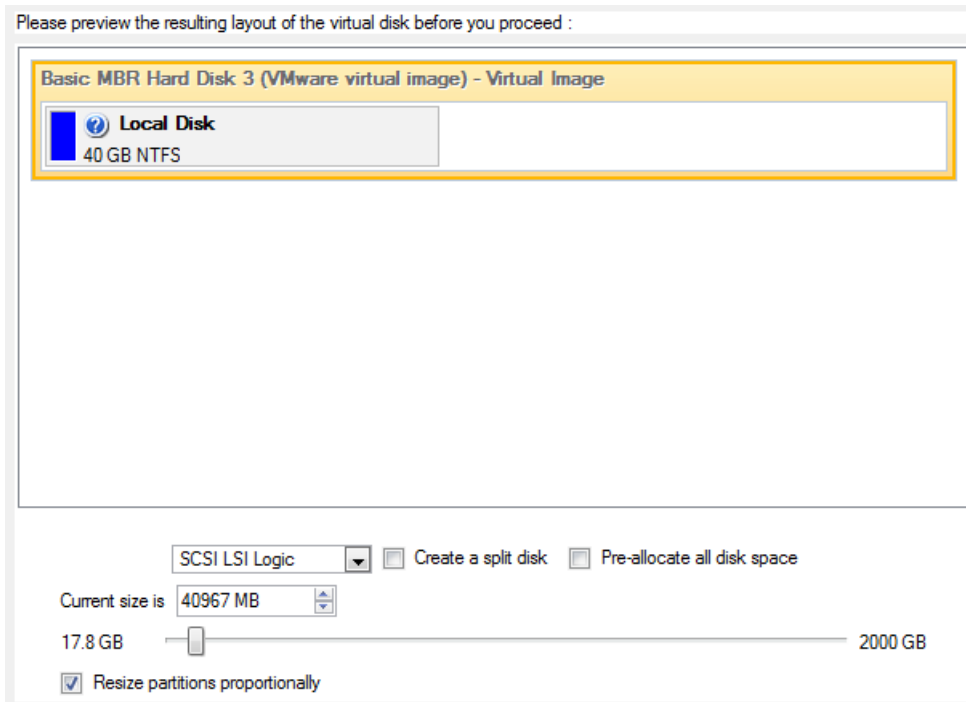 Please preview the resulting layout of the virtual disk before you proceed :
Basic MBR Hard Disk 3 (VMware virtual image) - Virtual Image
Local Disk
40 GB NTFS
SCSI LSI Logic
Create a split disk
Pre-allocate all disk space
Current size is 40967 MB
17.8 GB 2000 GB
Resize partitions proportionally